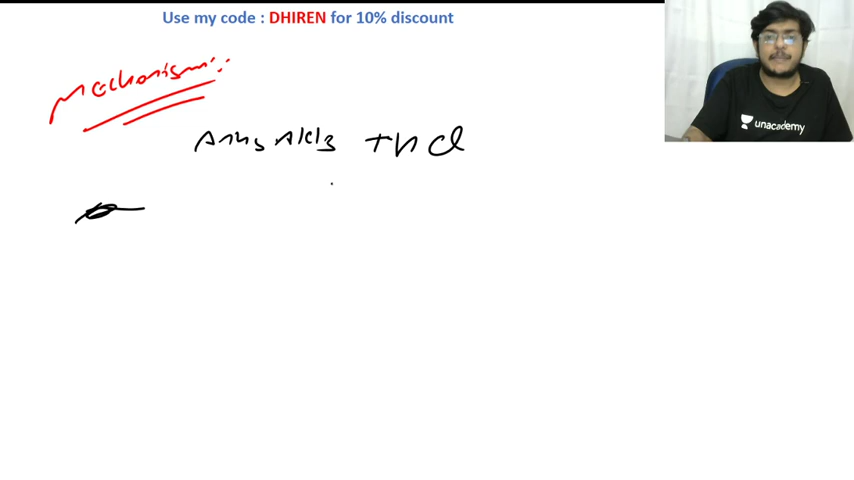 Use my code : DHIREN for 10% discount
Mechanism:
Anhy AlCl3 + HCl
unacademy